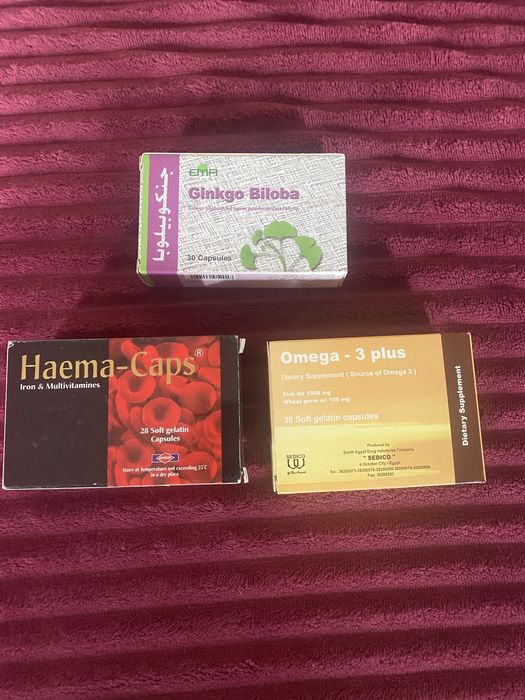 EMA
Ginkgo Biloba
30 Capsules
جنكوبيلوبا
Haema-Caps®
Iron & Multivitamines
28 Soft gelatin
Capsules
Store at Temperature not exceeding 25°C
in a dry place.
Omega - 3 plus
Dietary Supplement ( Source of Omega 3 )
Fish Oil 1000 mg
Wheat germ oil 100 mg
30 Soft gelatin capsules
Dietary Supplement
SEDICO
Produced by
South Egypt Drug Industries Company
" SEDICO "
6 October City - Egypt